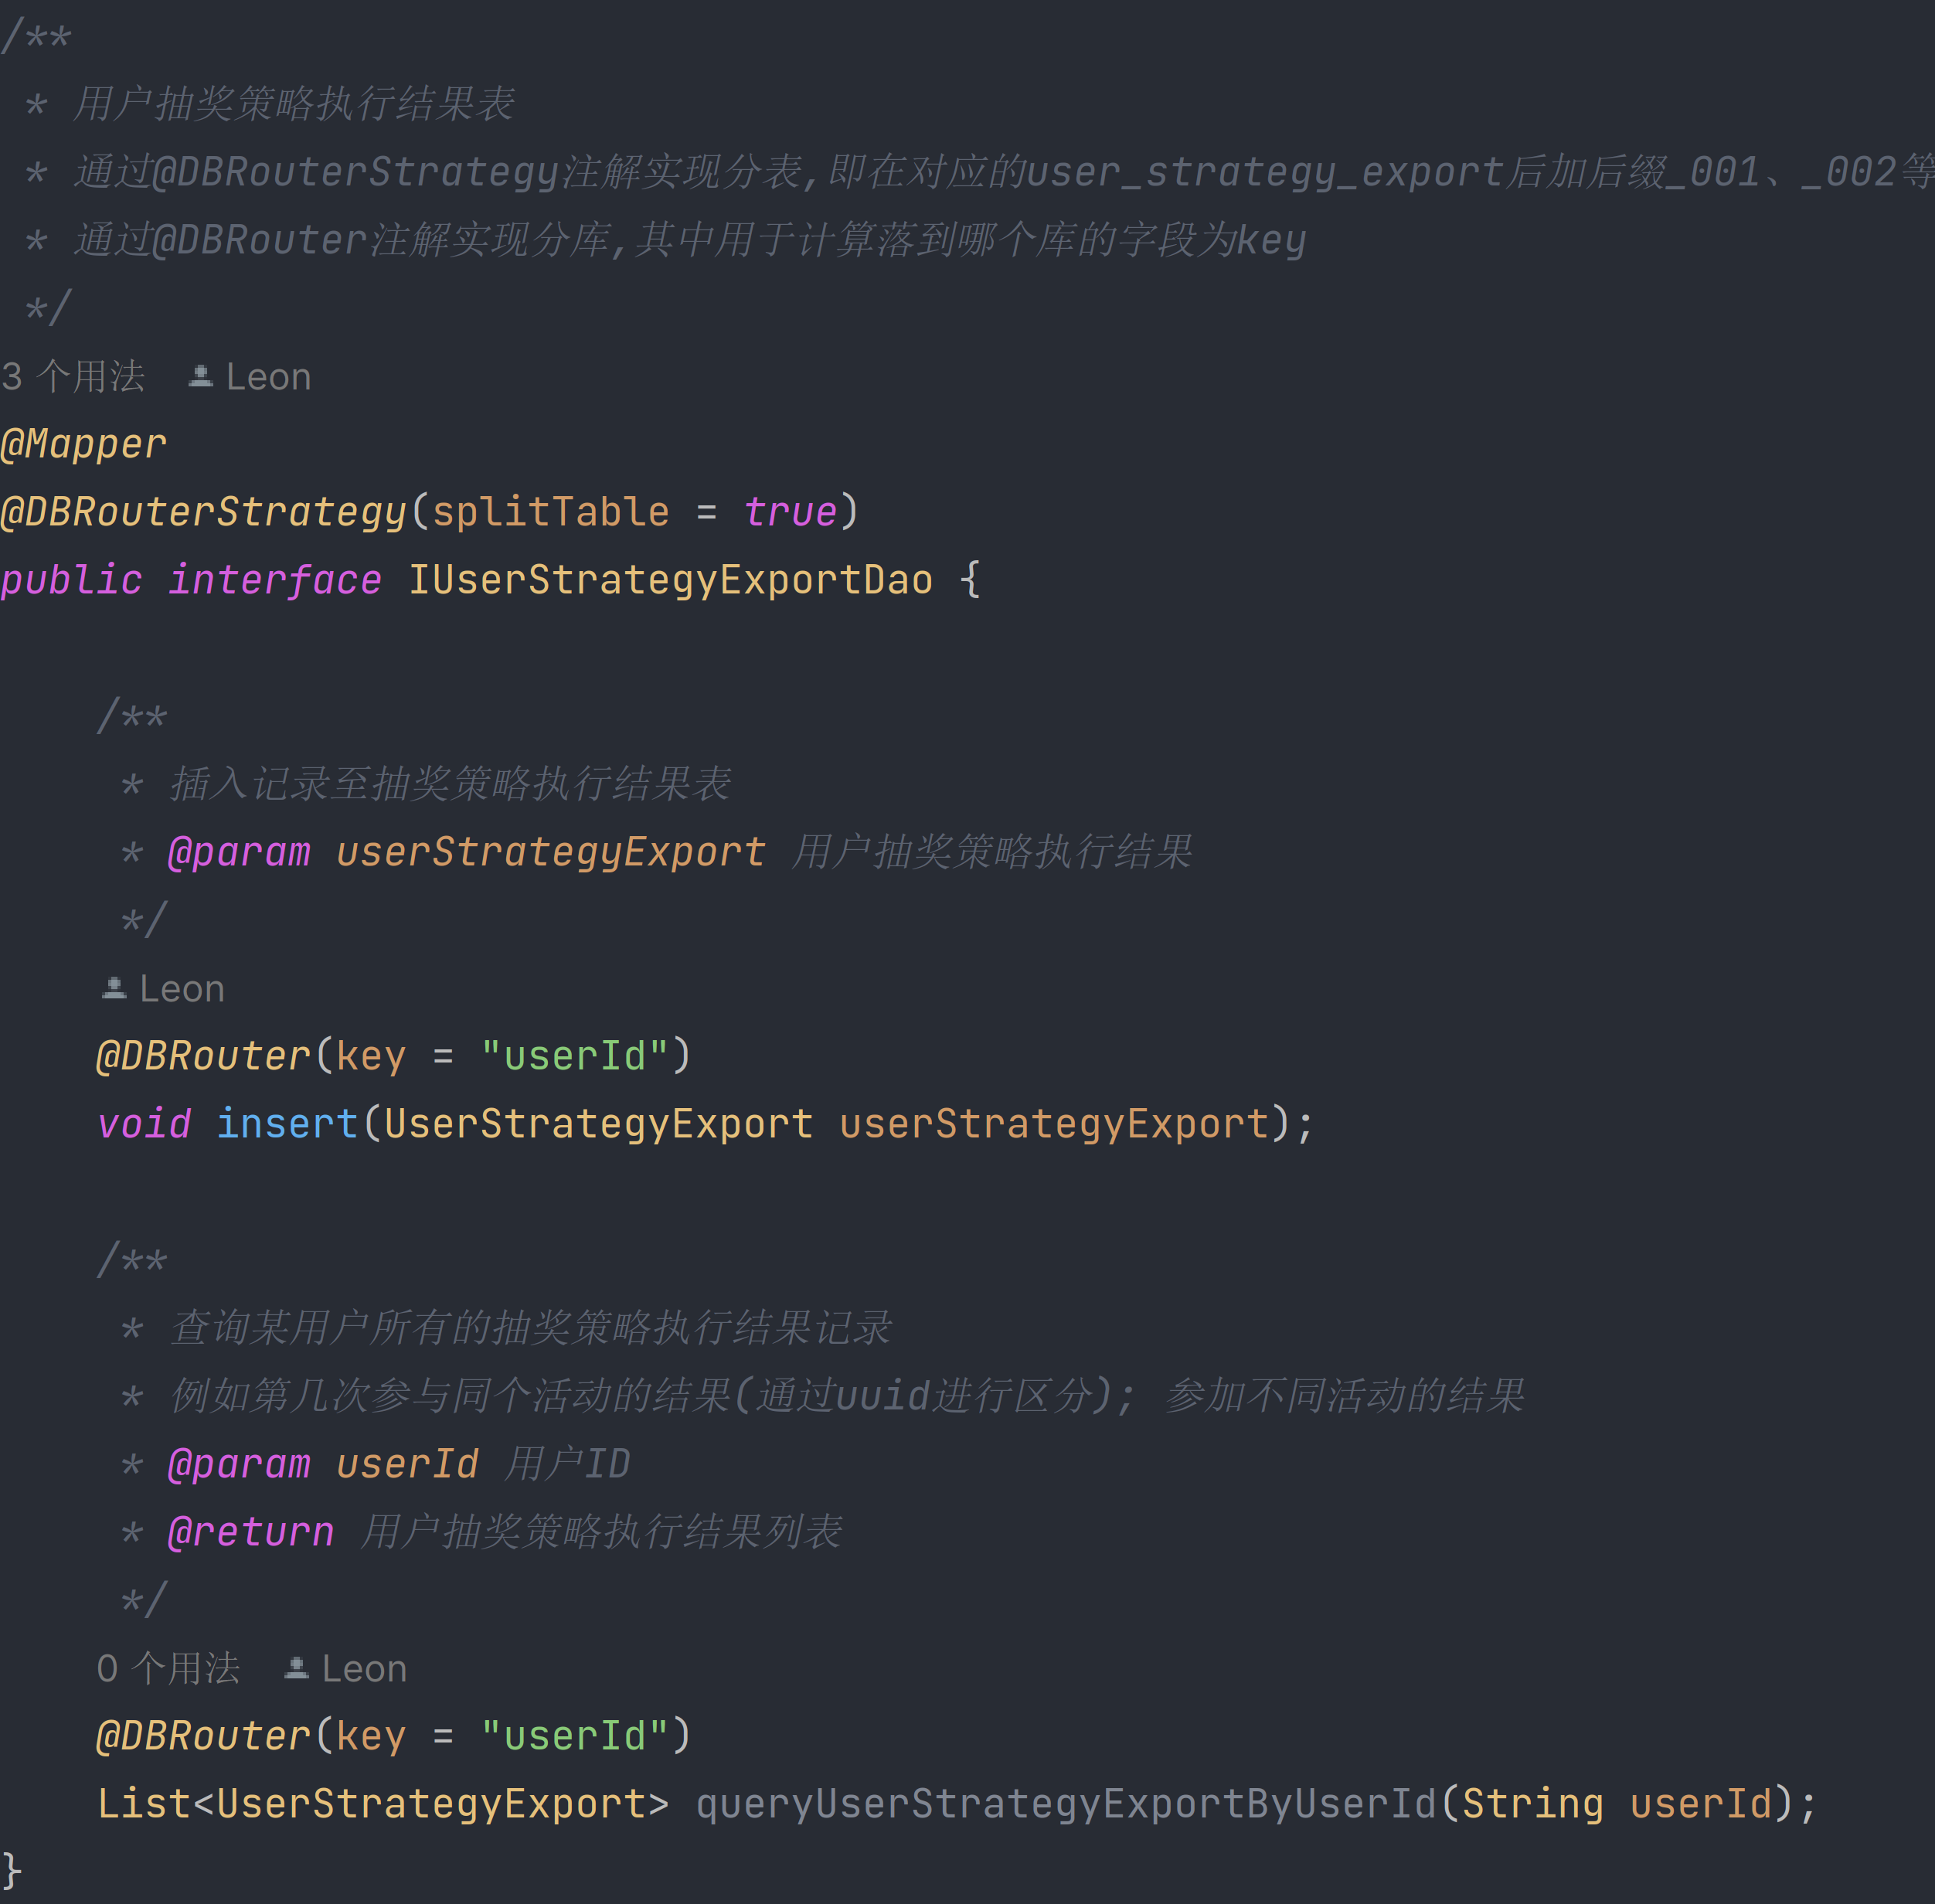 /**
 * 用户抽奖策略执行结果表
 * 通过@DBRouterStrategy注解实现分表,即在对应的user_strategy_export后加后缀_001、_002等
 * 通过@DBRouter注解实现分库,其中用于计算落到哪个库的字段为key
 */
3 个用法 Leon
@Mapper
@DBRouterStrategy(splitTable = true)
public interface IUserStrategyExportDao {
    /**
     * 插入记录至抽奖策略执行结果表
     * @param userStrategyExport 用户抽奖策略执行结果
     */
    Leon
    @DBRouter(key = "userId")
    void insert(UserStrategyExport userStrategyExport);
    /**
     * 查询某用户所有的抽奖策略执行结果记录
     * 例如第几次参与同个活动的结果(通过uuid进行区分); 参加不同活动的结果
     * @param userId 用户ID
     * @return 用户抽奖策略执行结果列表
     */
    0 个用法 Leon
    @DBRouter(key = "userId")
    List<UserStrategyExport> queryUserStrategyExportByUserId(String userId);
}